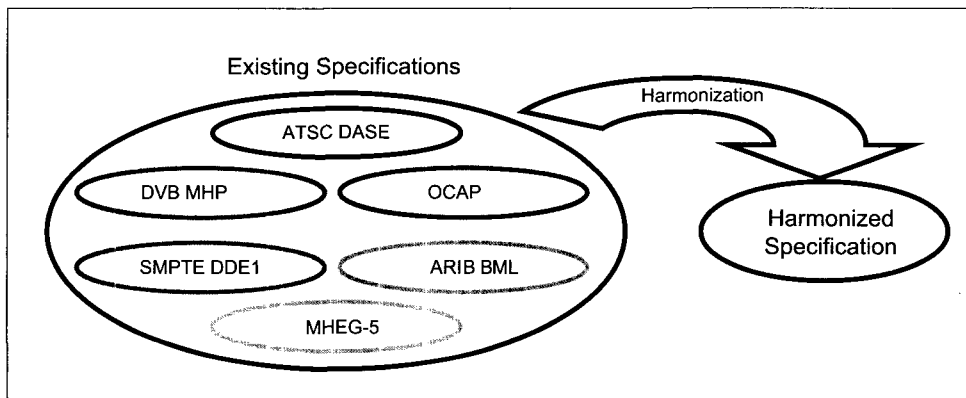 Existing Specifications
Harmonization
ATSC DASE
DVB MHP
OCAP
Harmonized
Specification
SMPTE DDE1
ARIB BML
MHEG-5